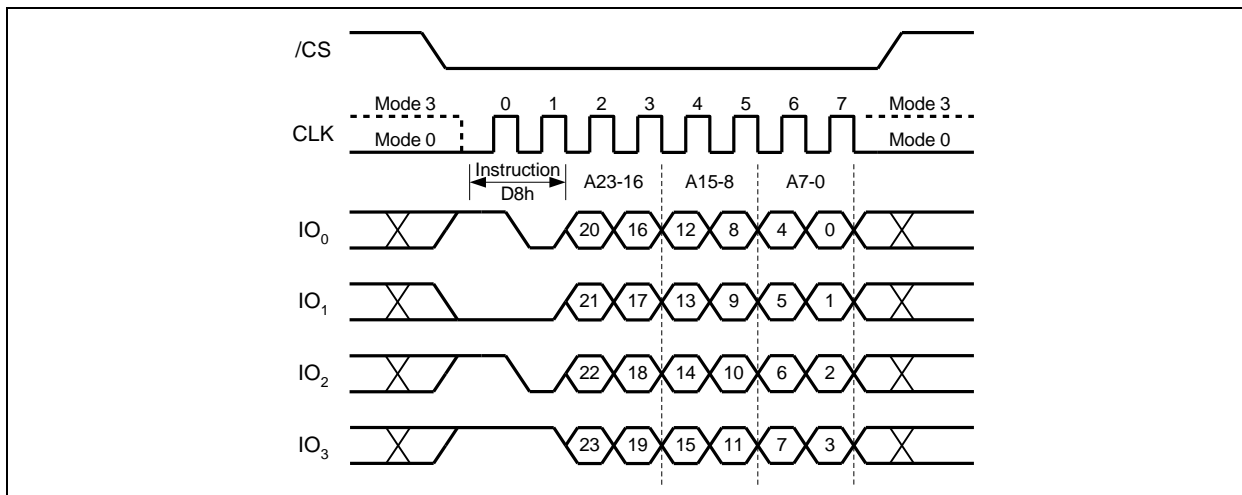 /CS
Mode 3 0 1 2 3 4 5 6 7 Mode 3
CLK
Mode 0 Mode 0
Instruction
D8h
A23-16 A15-8 A7-0
IO0 20 16 12 8 4 0
IO1 21 17 13 9 5 1
IO2 22 18 14 10 6 2
IO3 23 19 15 11 7 3